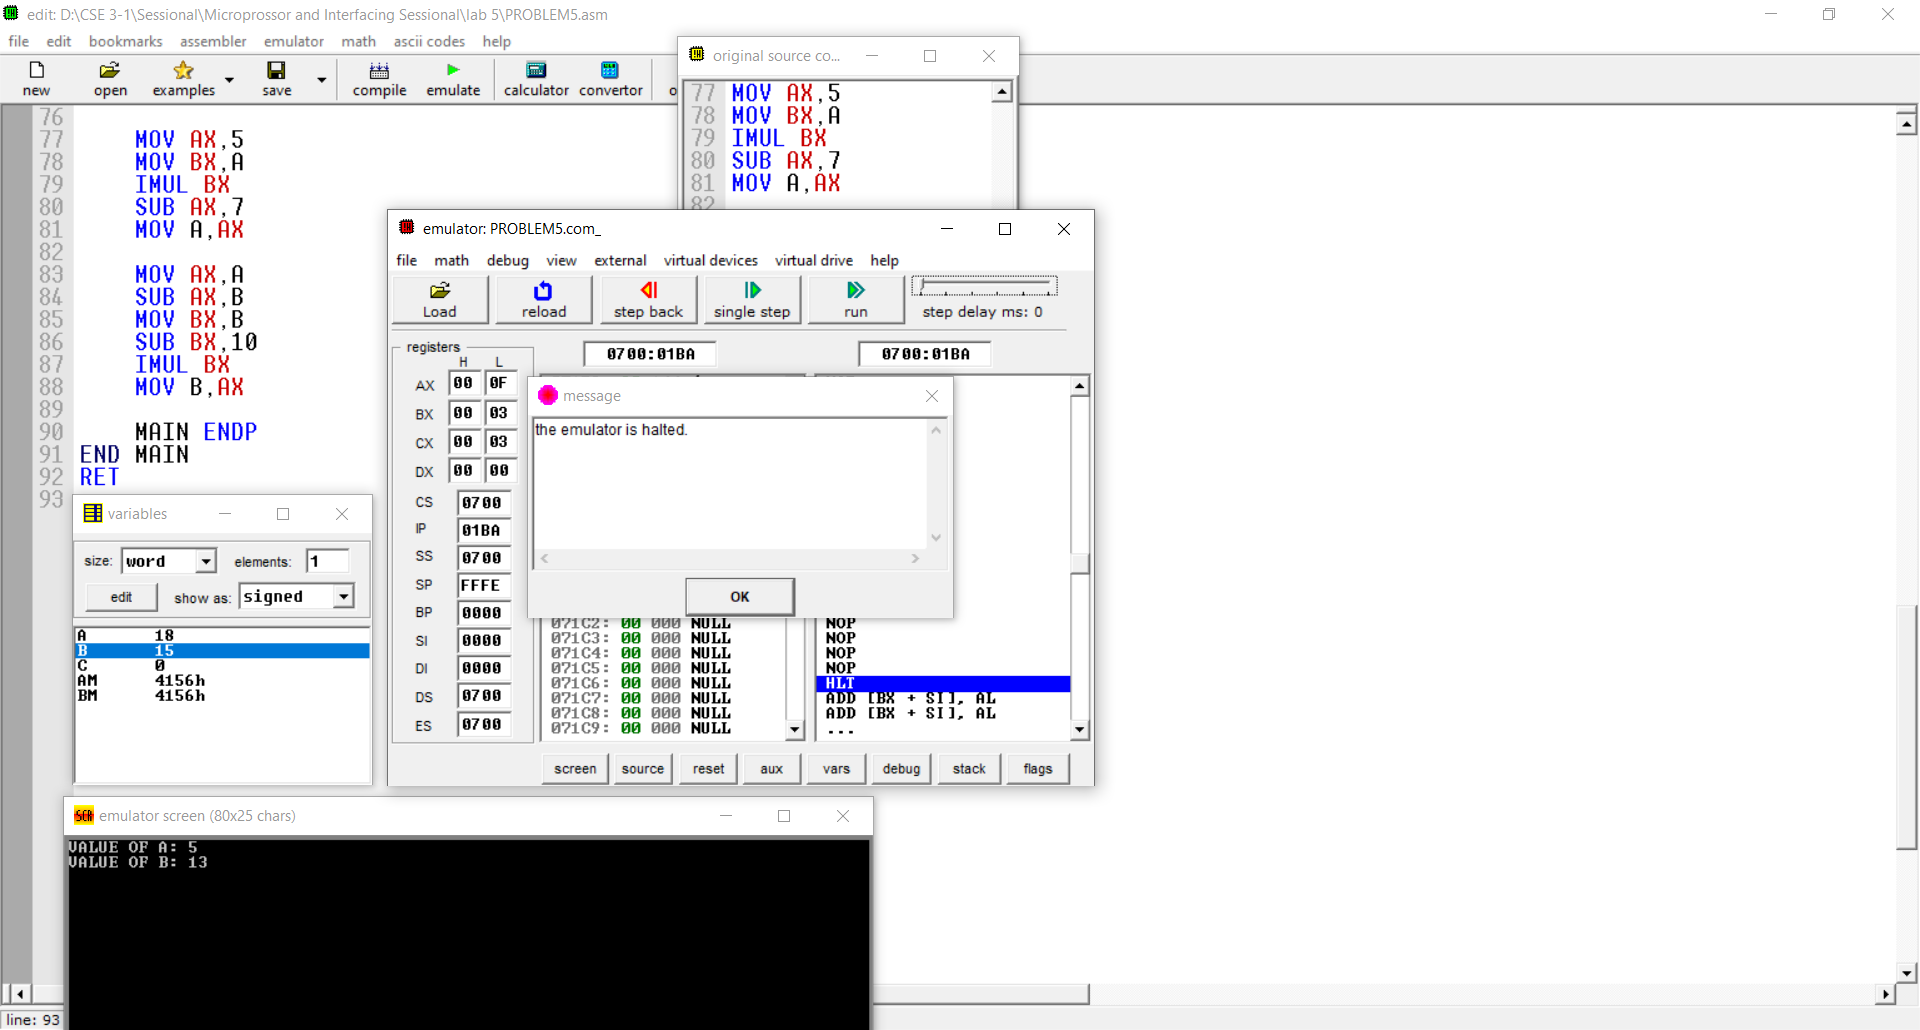 edit: D:\CSE 3-1\Sessional\Microprossor and Interfacing Sessional\lab 5\PROBLEM5.asm
file edit bookmarks assembler emulator math ascii codes help
new open examples save compile emulate calculator convertor o
76
77 MOV AX,5
78 MOV BX,A
79 IMUL BX
80 SUB AX,7
81 MOV A,AX
82
83 MOV AX,A
84 SUB AX,B
85 MOV BX,B
86 SUB BX,10
87 IMUL BX
88 MOV B,AX
89
90 MAIN ENDP
91 END MAIN
92 RET
93
original source co...
77 MOV AX,5
78 MOV BX,A
79 IMUL BX
80 SUB AX,7
81 MOV A,AX
82
emulator: PROBLEM5.com_
file math debug view external virtual devices virtual drive help
Load reload step back single step run step delay ms: 0
registers 0700:01BA 0700:01BA
H L
AX 00 0F
BX 00 03
CX 00 03
DX 00 00
CS 0700
IP 01BA
SS 0700
SP FFFE
BP 0000
SI 0000
DI 0000
DS 0700
ES 0700
message
the emulator is halted.
OK
071C2: 00 000 NULL NOP
071C3: 00 000 NULL NOP
071C4: 00 000 NULL NOP
071C5: 00 000 NULL NOP
071C6: 00 000 NULL HLT
071C7: 00 000 NULL ADD [BX + SI], AL
071C8: 00 000 NULL ADD [BX + SI], AL
071C9: 00 000 NULL ...
screen source reset aux vars debug stack flags
variables
size: word elements: 1
edit show as: signed
A 18
B 15
C 0
AM 4156h
BM 4156h
SCR emulator screen (80x25 chars)
VALUE OF A: 5
VALUE OF B: 13
line: 93